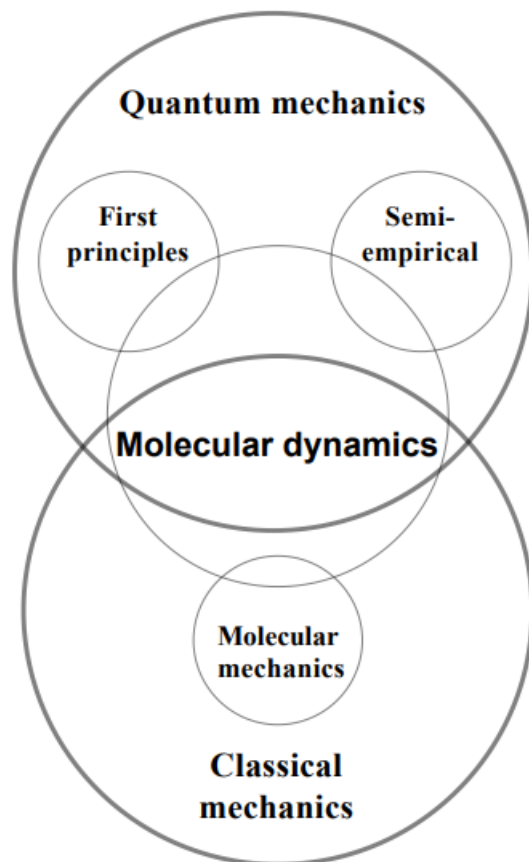 Quantum mechanics
First
principles
Semi-
empirical
Molecular dynamics
Molecular
mechanics
Classical
mechanics